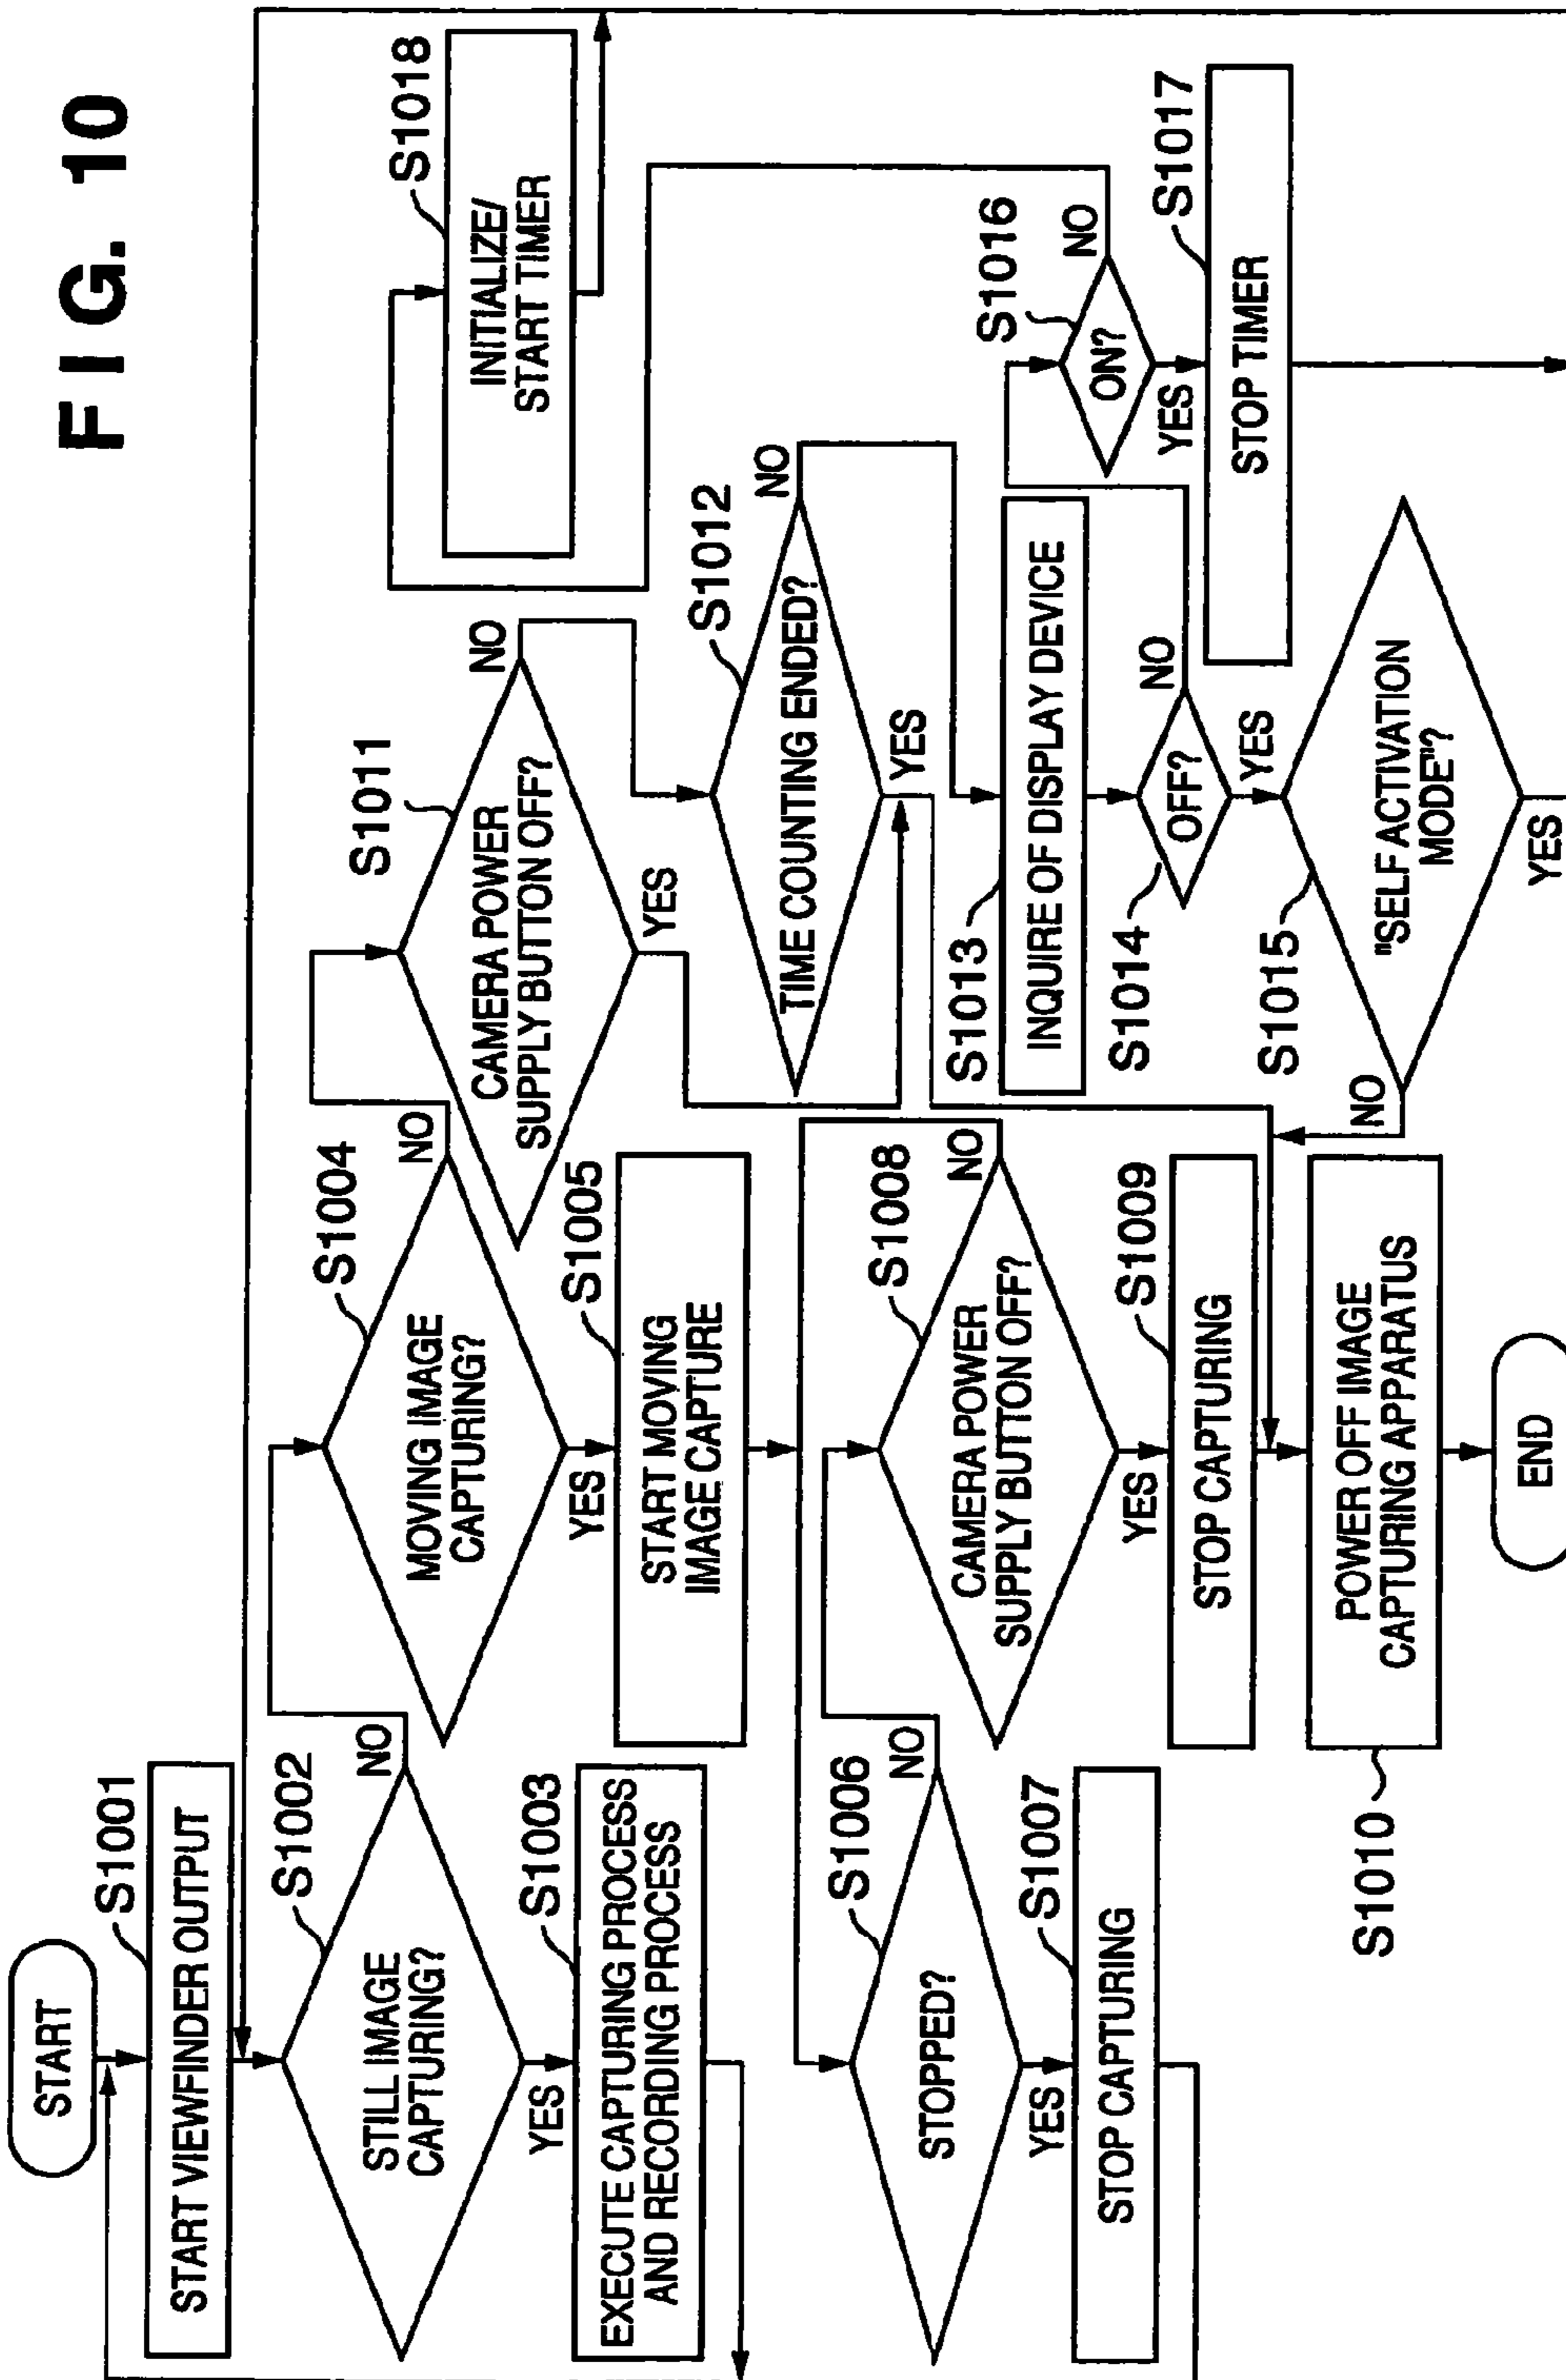 FIG. 10
START
S1001
START VIEWFINDER OUTPUT
S1002
STILL IMAGE
CAPTURING?
NO
YES
S1003
EXECUTE CAPTURING PROCESS
AND RECORDING PROCESS
S1004
MOVING IMAGE
CAPTURING?
NO
YES
S1005
START MOVING
IMAGE CAPTURE
S1006
STOPPED?
NO
YES
S1007
STOP CAPTURING
S1008
CAMERA POWER
SUPPLY BUTTON OFF?
NO
YES
S1009
STOP CAPTURING
S1010
POWER OFF IMAGE
CAPTURING APPARATUS
END
S1011
CAMERA POWER
SUPPLY BUTTON OFF?
NO
YES
S1012
TIME COUNTING ENDED?
NO
YES
S1013
INQUIRE OF DISPLAY DEVICE
S1014
OFF?
NO
YES
S1015
"SELF ACTIVATION
MODE"?
NO
YES
S1016
ON?
NO
YES
S1017
STOP TIMER
S1018
INITIALIZE/
START TIMER